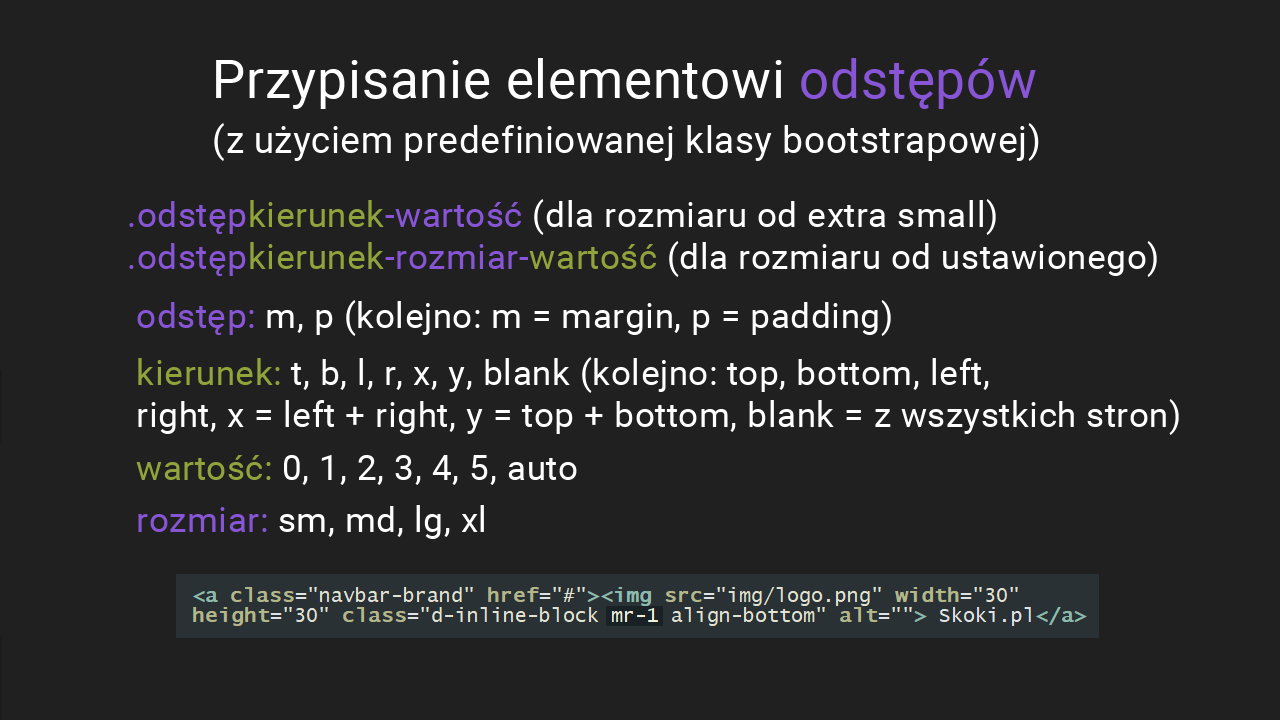 Przypisanie elementowi odstępów
(z użyciem predefiniowanej klasy bootstrapowej)
.odstępkierunek-wartość (dla rozmiaru od extra small)
.odstępkierunek-rozmiar-wartość (dla rozmiaru od ustawionego)
odstęp: m, p (kolejno: m = margin, p = padding)
kierunek: t, b, l, r, x, y, blank (kolejno: top, bottom, left,
right, x = left + right, y = top + bottom, blank = z wszystkich stron)
wartość: 0, 1, 2, 3, 4, 5, auto
rozmiar: sm, md, lg, xl
<a class="navbar-brand" href="#"><img src="img/logo.png" width="30"
height="30" class="d-inline-block mr-1 align-bottom" alt=""> Skoki.pl</a>